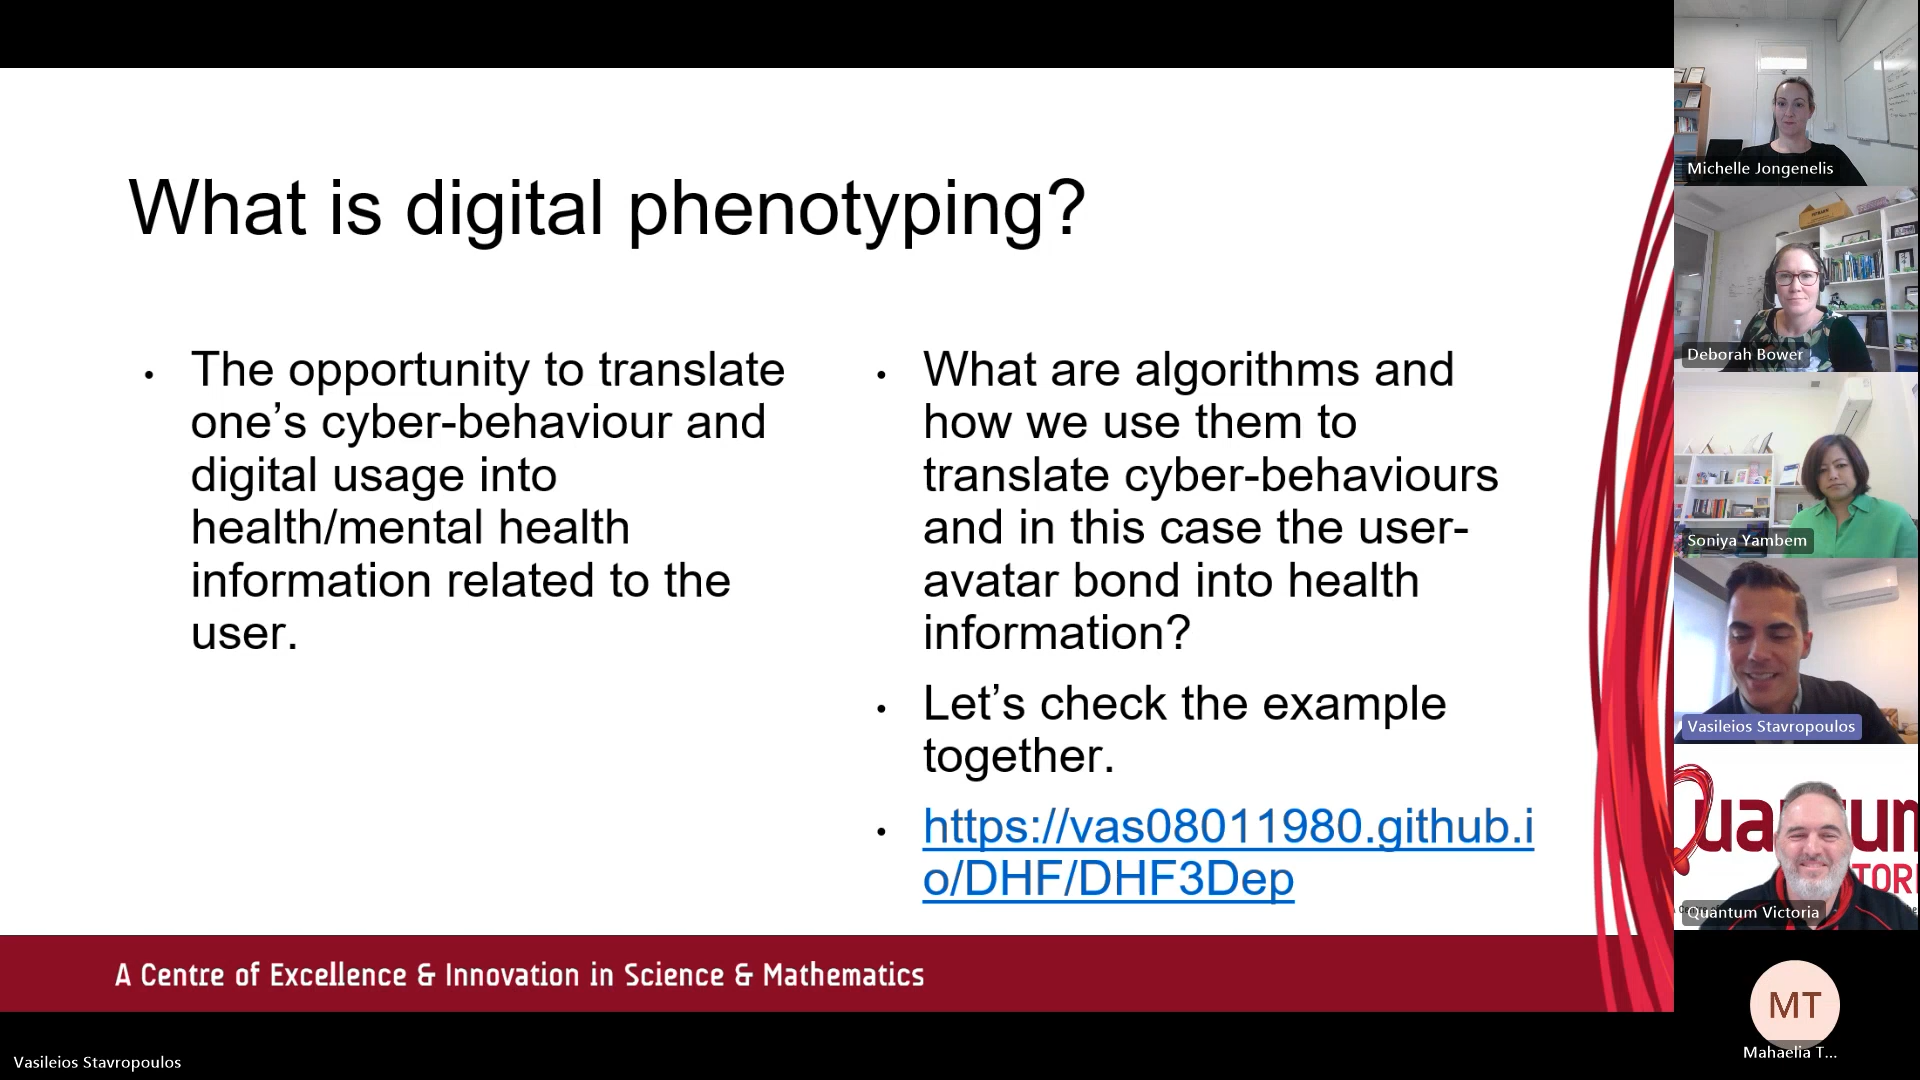 What is digital phenotyping?
• The opportunity to translate
one’s cyber-behaviour and
digital usage into
health/mental health
information related to the
user.
• What are algorithms and
how we use them to
translate cyber-behaviours
and in this case the user-
avatar bond into health
information?
• Let’s check the example
together.
• https://vas08011980.github.i
o/DHF/DHF3Dep
A Centre of Excellence & Innovation in Science & Mathematics
Vasileios Stavropoulos
Michelle Jongenelis
Deborah Bower
Soniya Yambem
Vasileios Stavropoulos
Quantum Victoria
MT
Mahaelia T...